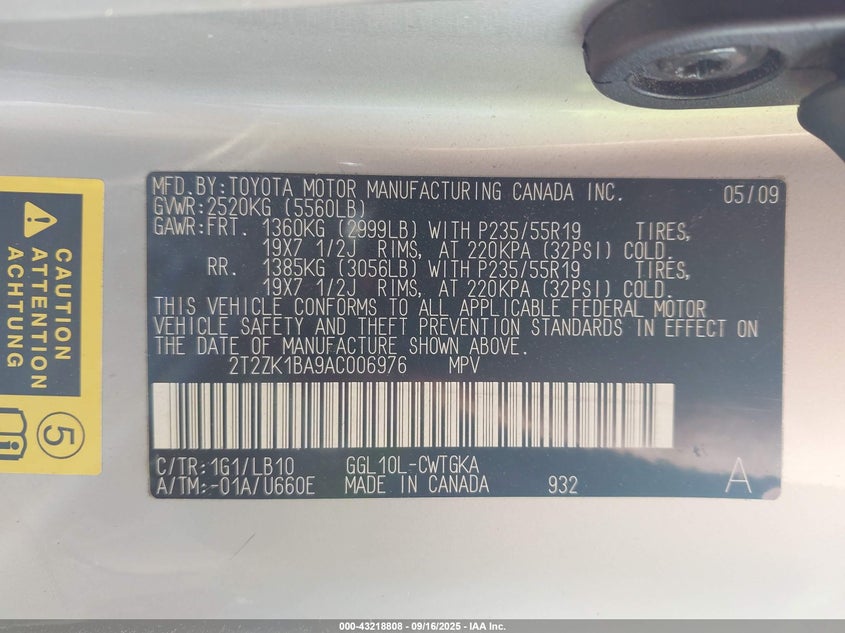 MFD.BY:TOYOTA MOTOR MANUFACTURING CANADA INC. 05/09
GVWR:2520KG (5560LB)
GAWR:FRT. 1360KG (2999LB) WITH P235/55R19 TIRES,
19X7 1/2J RIMS, AT 220KPA (32PSI) COLD.
RR. 1385KG (3056LB) WITH P235/55R19 TIRES,
19X7 1/2J RIMS, AT 220KPA (32PSI) COLD.
THIS VEHICLE CONFORMS TO ALL APPLICABLE FEDERAL MOTOR
VEHICLE SAFETY AND THEFT PREVENTION STANDARDS IN EFFECT ON
THE DATE OF MANUFACTURE SHOWN ABOVE.
2T2ZK1BA9AC006976 MPV
C/TR:1G1/LB10 GGL10L-CWTGKA
A/TM:-01A/U660E MADE IN CANADA 932 A
CAUTION
ATTENTION
ACHTUNG
5
000-43218808 - 09/16/2025 - IAA Inc.